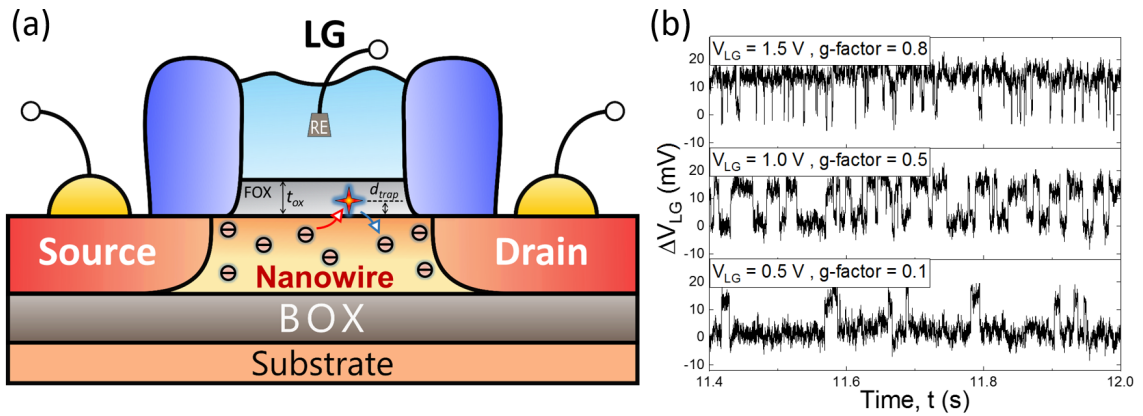 (a)
LG
RE
FOX
tox
dtrap
Source
Drain
Nanowire
BOX
Substrate
(b)
VLG = 1.5 V , g-factor = 0.8
20
10
0
-10
VLG = 1.0 V , g-factor = 0.5
20
10
0
-10
VLG = 0.5 V , g-factor = 0.1
20
10
0
-10
ΔVLG (mV)
11.4 11.6 11.8 12.0
Time, t (s)